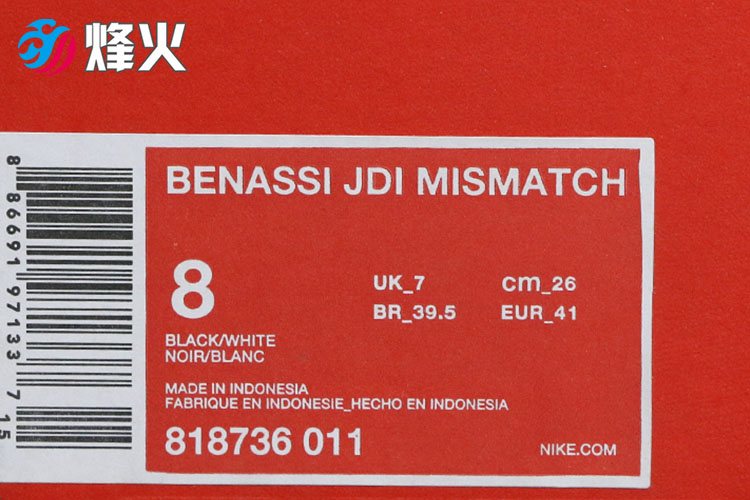 烽火
BENASSI JDI MISMATCH
8
UK_7 cm_26
BR_39.5 EUR_41
BLACK/WHITE
NOIR/BLANC
MADE IN INDONESIA
FABRIQUE EN INDONESIE_HECHO EN INDONESIA
818736 011
NIKE.COM
8 86691 97133 7 15